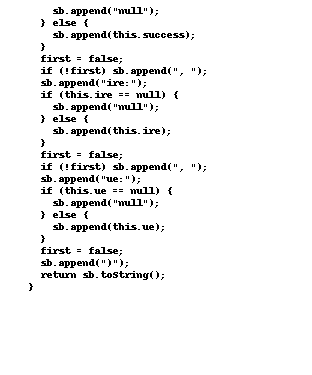 sb.append("null");
} else {
sb.append(this.success);
}
first = false;
if (!first) sb.append(", ");
sb.append("ire:");
if (this.ire == null) {
sb.append("null");
} else {
sb.append(this.ire);
}
first = false;
if (!first) sb.append(", ");
sb.append("ue:");
if (this.ue == null) {
sb.append("null");
} else {
sb.append(this.ue);
}
first = false;
sb.append(")");
return sb.toString();
}